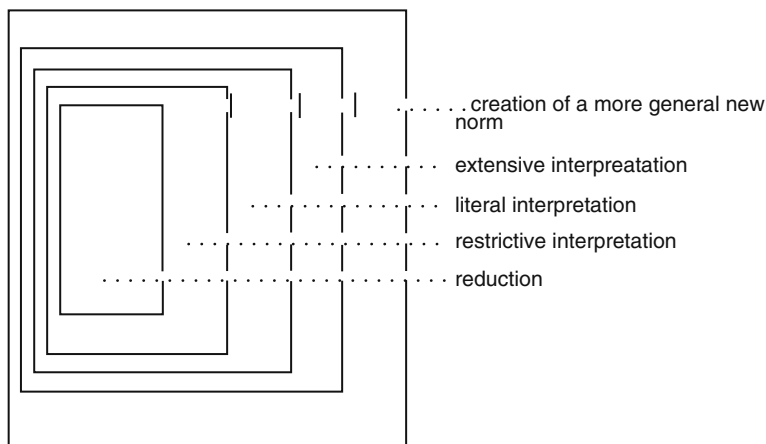 creation of a more general new
norm
extensive interpreatation
literal interpretation
restrictive interpretation
reduction